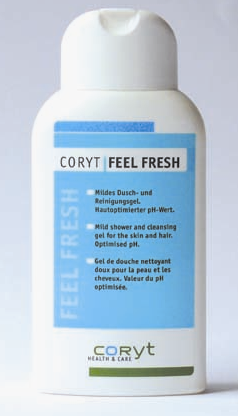 CORYT FEEL FRESH
FEEL FRESH
Mildes Dusch- und
Reinigungsgel.
Hautoptimierter pH-Wert.
Mild shower and cleansing
gel for the skin and hair.
Optimised pH.
Gel de douche nettoyant
doux pour la peau et les
cheveux. Valeur du pH
optimisée.
coryt
HEALTH & CARE